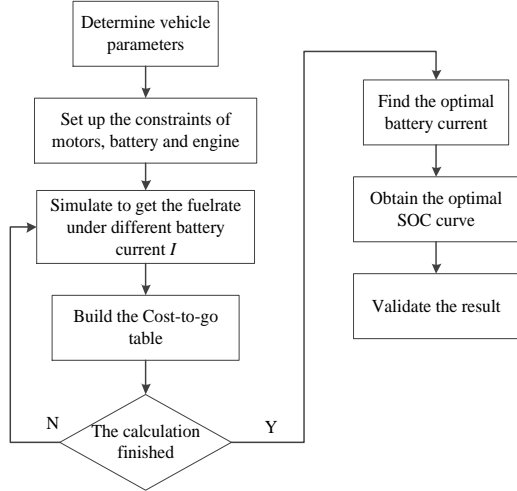 Determine vehicle
parameters
Set up the constraints of
motors, battery and engine
Simulate to get the fuelrate
under different battery
current I
Build the Cost-to-go
table
The calculation
finished
N
Y
Find the optimal
battery current
Obtain the optimal
SOC curve
Validate the result